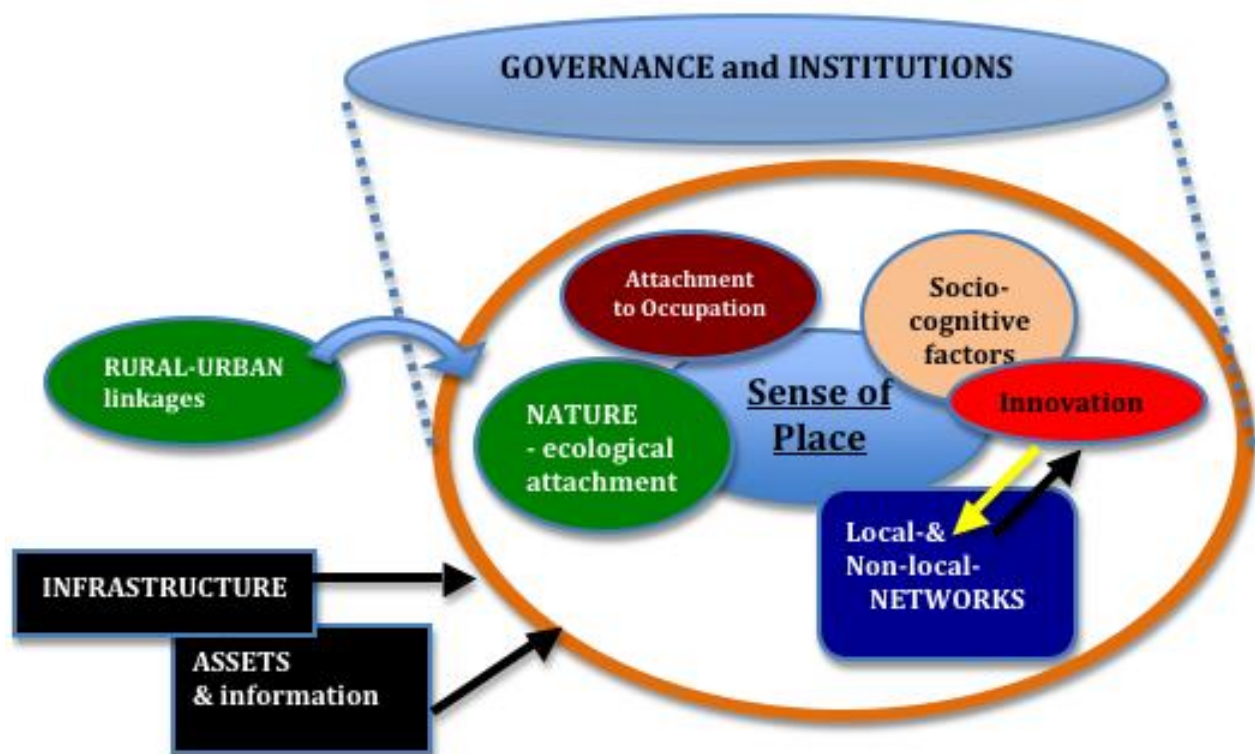 GOVERNANCE and INSTITUTIONS
Attachment
to Occupation
Socio-
cognitive
factors
RURAL-URBAN
linkages
NATURE
- ecological
attachment
Sense of
Place
Innovation
Local-&
Non-local-
NETWORKS
INFRASTRUCTURE
ASSETS
& information